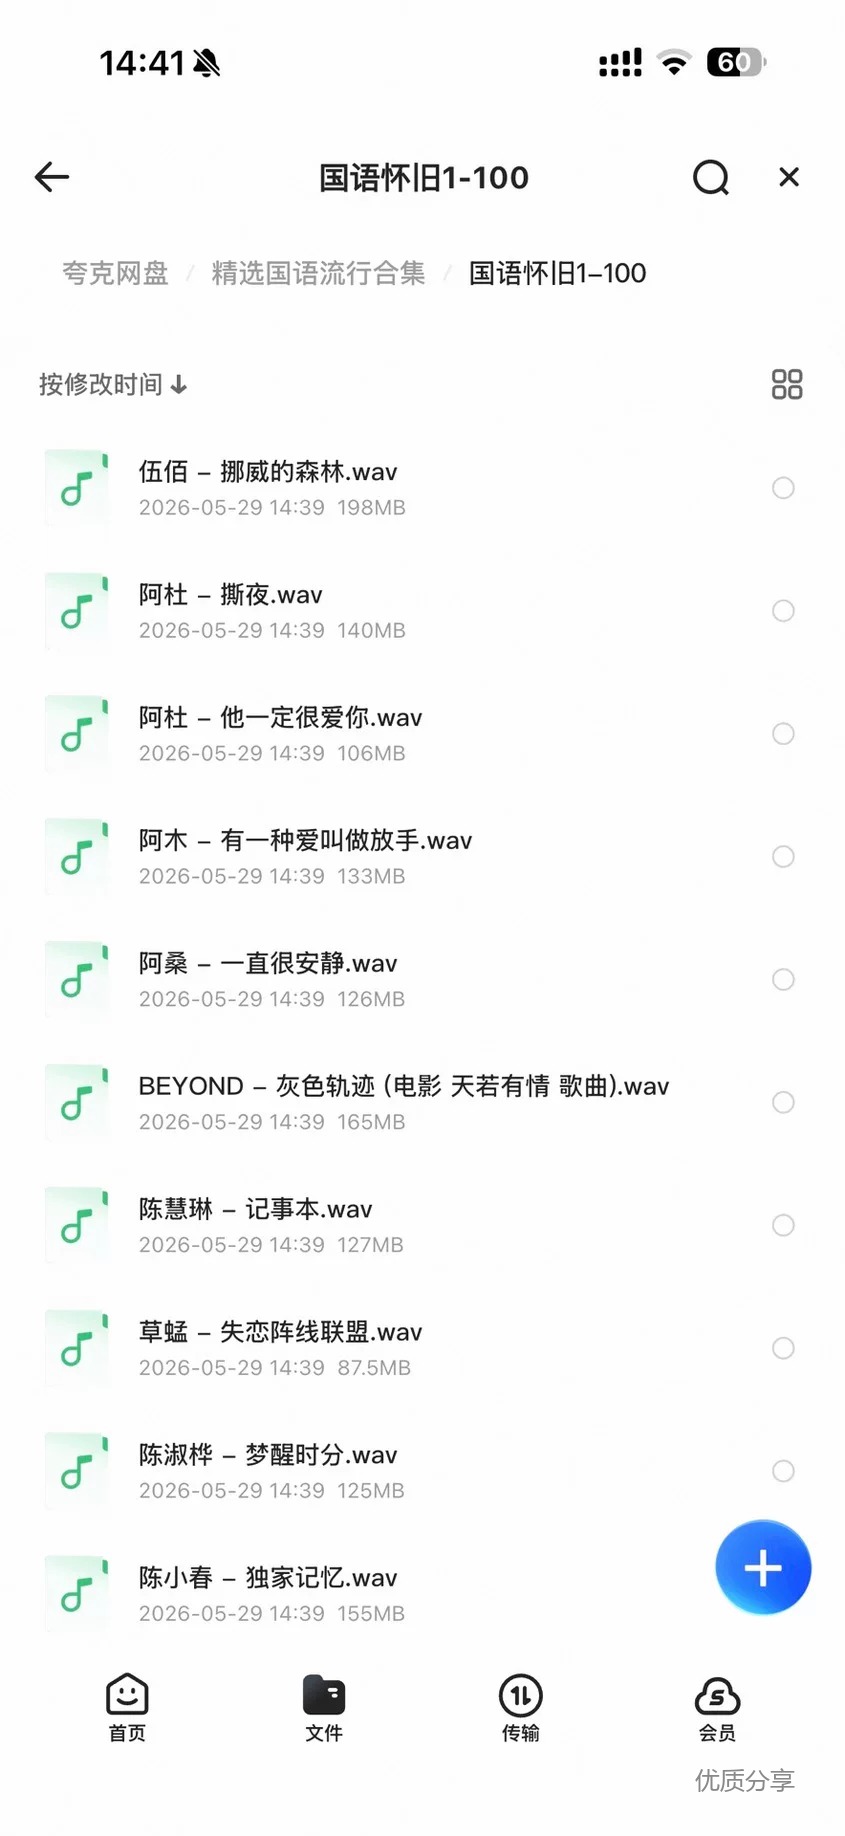 14:41
60
国语怀旧1-100
夸克网盘 / 精选国语流行合集 / 国语怀旧1-100
按修改时间↓
伍佰 - 挪威的森林.wav
2026-05-29 14:39 198MB
阿杜 - 撕夜.wav
2026-05-29 14:39 140MB
阿杜 - 他一定很爱你.wav
2026-05-29 14:39 106MB
阿木 - 有一种爱叫做放手.wav
2026-05-29 14:39 133MB
阿桑 - 一直很安静.wav
2026-05-29 14:39 126MB
BEYOND - 灰色轨迹 (电影 天若有情 歌曲).wav
2026-05-29 14:39 165MB
陈慧琳 - 记事本.wav
2026-05-29 14:39 127MB
草蜢 - 失恋阵线联盟.wav
2026-05-29 14:39 87.5MB
陈淑桦 - 梦醒时分.wav
2026-05-29 14:39 125MB
陈小春 - 独家记忆.wav
2026-05-29 14:39 155MB
首页 文件 传输 会员
优质分享